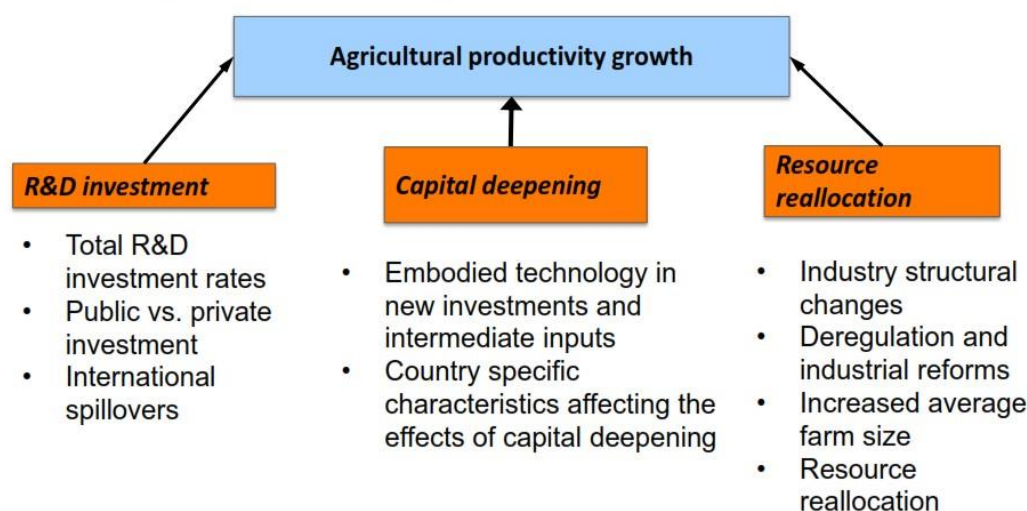 Agricultural productivity growth
R&D investment
• Total R&D
investment rates
• Public vs. private
investment
• International
spillovers
Capital deepening
• Embodied technology in
new investments and
intermediate inputs
• Country specific
characteristics affecting the
effects of capital deepening
Resource
reallocation
• Industry structural
changes
• Deregulation and
industrial reforms
• Increased average
farm size
• Resource
reallocation